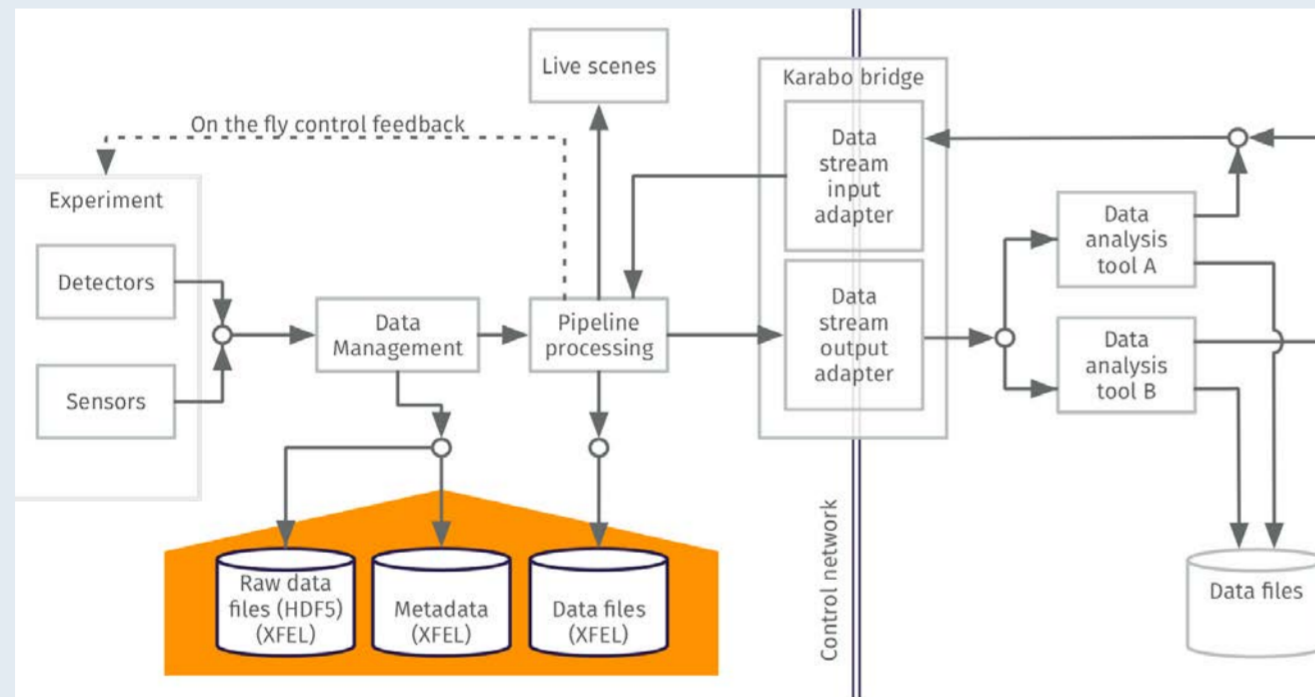 Live scenes
Karabo bridge
On the fly control feedback
Data
stream
input
adapter
Experiment
Detectors
Sensors
Data
Management
Pipeline
processing
Data
stream
output
adapter
Data
analysis
tool A
Data
analysis
tool B
Raw data
files (HDF5)
(XFEL)
Metadata
(XFEL)
Data files
(XFEL)
Control network
Data files